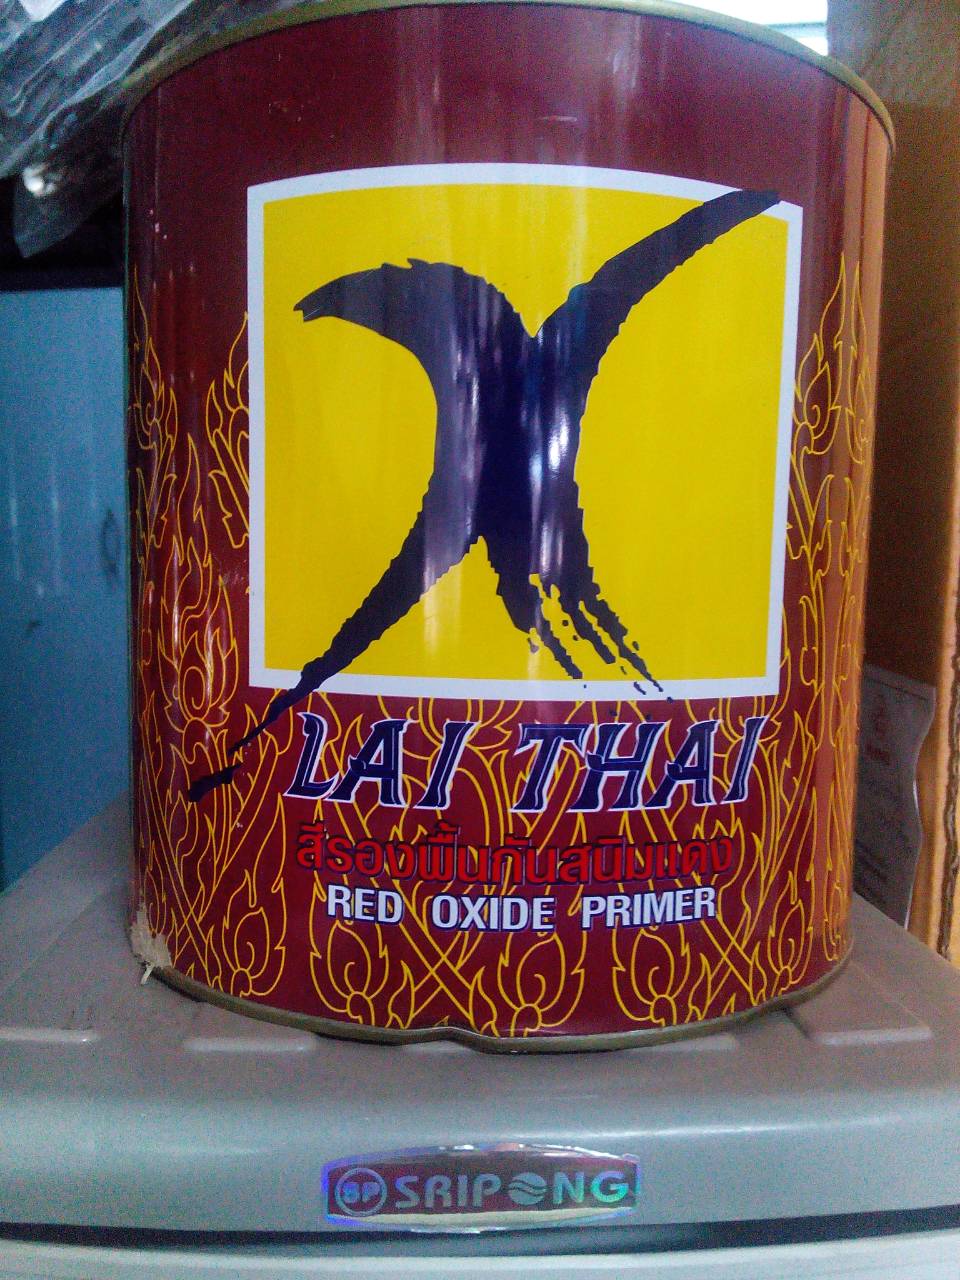 LAI THAI
สีรองพื้นกันสนิมแดง
RED OXIDE PRIMER
SP SRIPONG